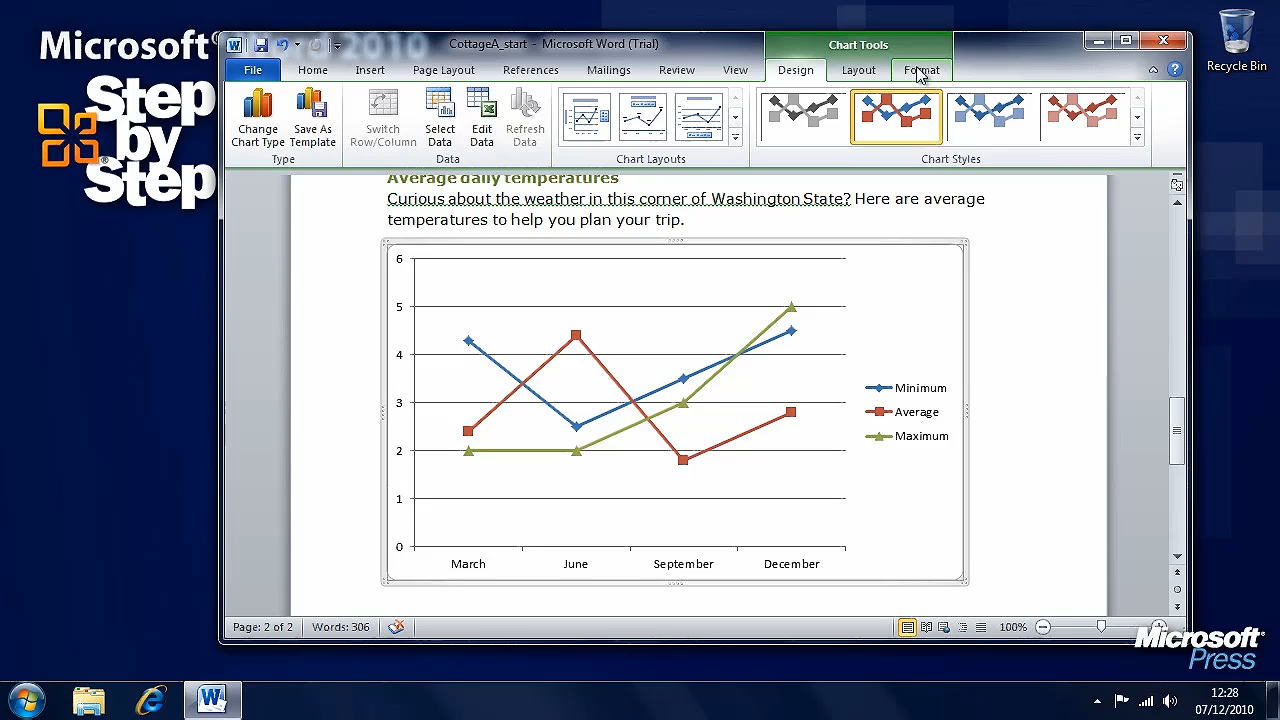 Microsoft
Word 2010
Step
by
Step
®
CottageA_start - Microsoft Word (Trial)
Chart Tools
Recycle Bin
File Home Insert Page Layout References Mailings Review View Design Layout Format
Change Chart Type
Save As Template
Switch Row/Column
Select Data
Edit Data
Refresh Data
Type Data Chart Layouts Chart Styles
Average daily temperatures
Curious about the weather in this corner of Washington State? Here are average
temperatures to help you plan your trip.
6
5
4
3
2
1
0
March June September December
Minimum
Average
Maximum
Page: 2 of 2 Words: 306 100%
Microsoft
Press
12:28
07/12/2010